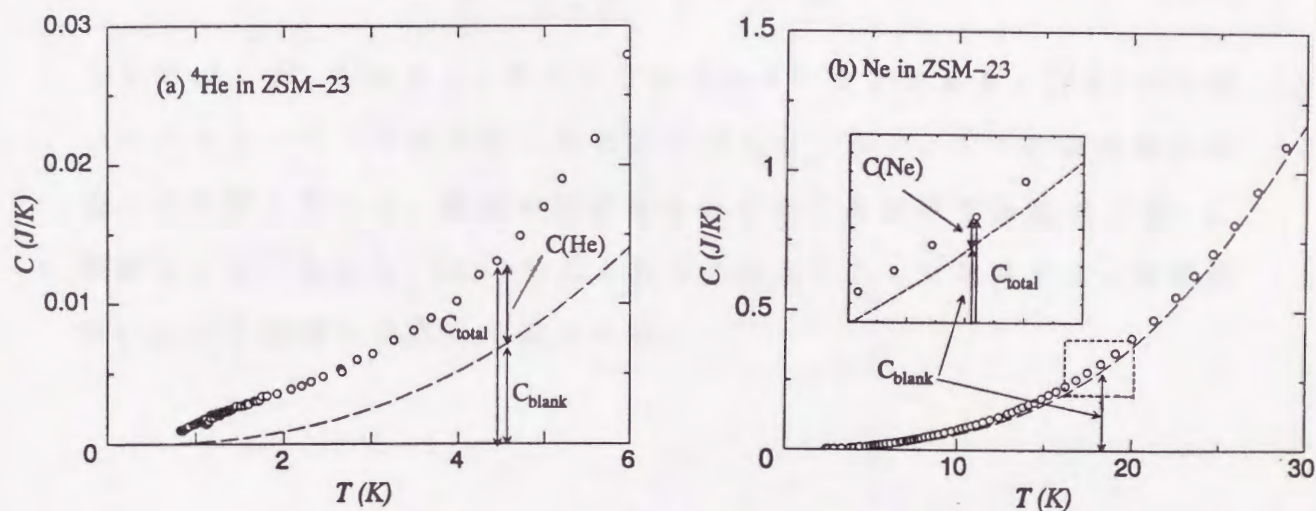 0.03
(a) ⁴He in ZSM–23
0.02
C (J/K)
C(He)
0.01
C_total
C_blank
0
0 2 4 6
T (K)
1.5
(b) Ne in ZSM–23
C(Ne)
1
C (J/K)
C_total
0.5
C_blank
0
10 20 30
T (K)